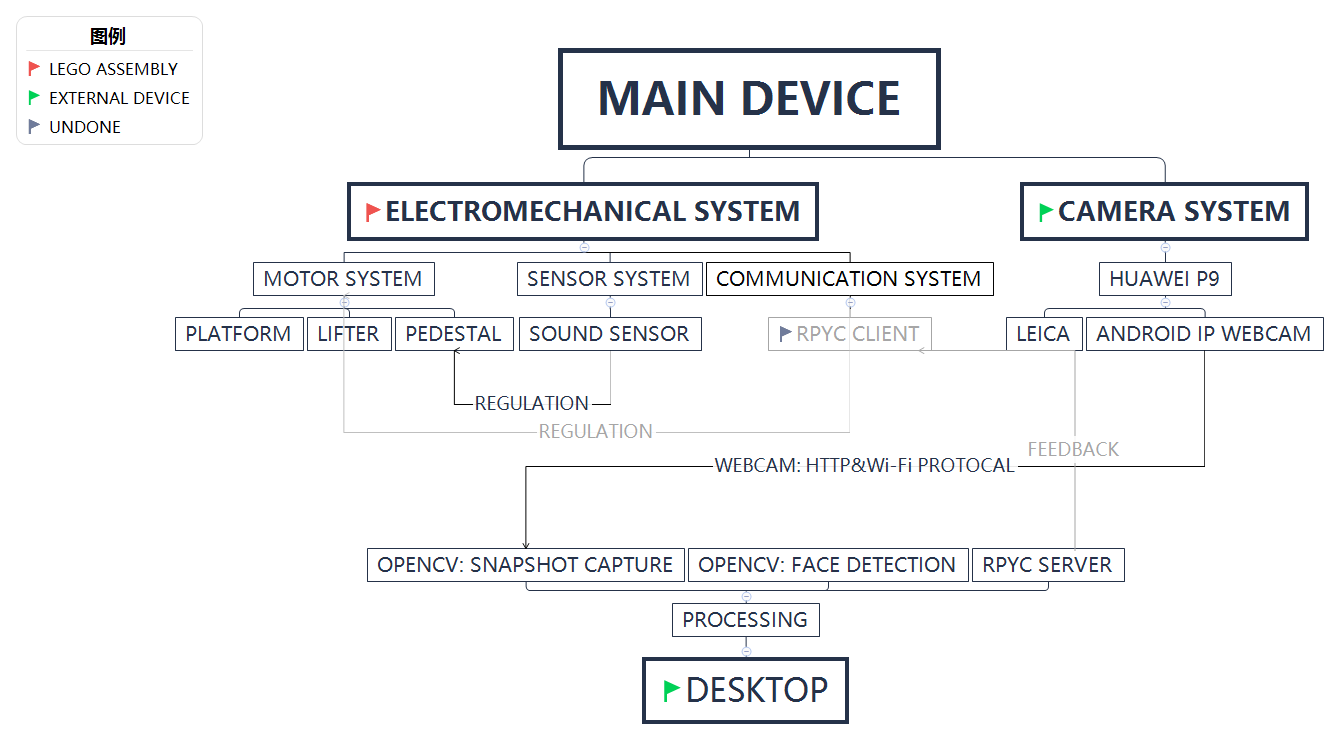 图例
LEGO ASSEMBLY
EXTERNAL DEVICE
UNDONE
MAIN DEVICE
ELECTROMECHANICAL SYSTEM
CAMERA SYSTEM
MOTOR SYSTEM
SENSOR SYSTEM
COMMUNICATION SYSTEM
HUAWEI P9
PLATFORM
LIFTER
PEDESTAL
SOUND SENSOR
RPYC CLIENT
LEICA
ANDROID IP WEBCAM
REGULATION
REGULATION
FEEDBACK
WEBCAM: HTTP&Wi-Fi PROTOCAL
OPENCV: SNAPSHOT CAPTURE
OPENCV: FACE DETECTION
RPYC SERVER
PROCESSING
DESKTOP